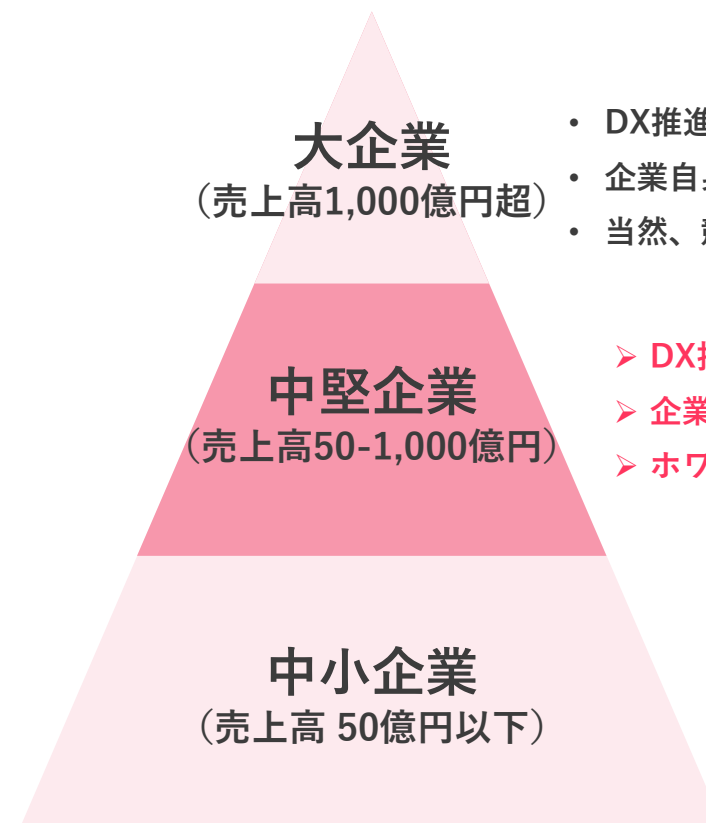 大企業
（売上高1,000億円超）
• DX推進
• 企業自
• 当然、
中堅企業
（売上高50-1,000億円）
➢ DX
➢ 企業
➢ ホワ
中小企業
（売上高 50億円以下）